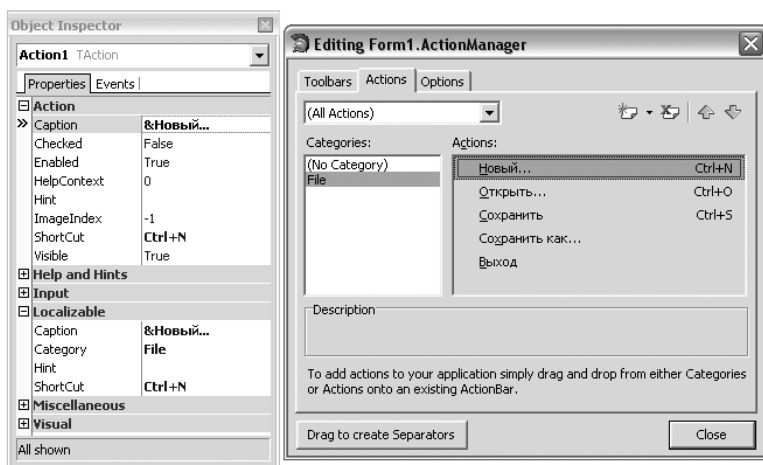 Object Inspector
Action1 TAction
Properties Events
Action
Caption &Новый...
Checked False
Enabled True
HelpContext 0
Hint
ImageIndex -1
ShortCut Ctrl+N
Visible True
Help and Hints
Input
Localizable
Caption &Новый...
Category File
Hint
ShortCut Ctrl+N
Miscellaneous
Visual
All shown
Editing Form1.ActionManager
Toolbars Actions Options
(All Actions)
Categories:
(No Category)
File
Actions:
Новый... Ctrl+N
Открыть... Ctrl+O
Сохранить Ctrl+S
Сохранить как...
Выход
Description
To add actions to your application simply drag and drop from either Categories
or Actions onto an existing ActionBar.
Drag to create Separators
Close